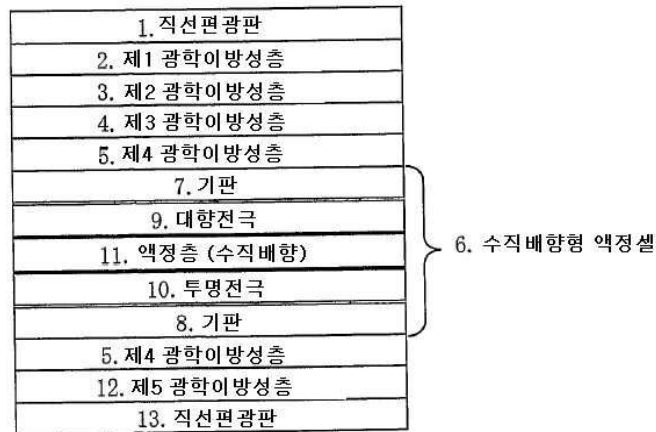 1. 직선편광판
2. 제1 광학이방성층
3. 제2 광학이방성층
4. 제3 광학이방성층
5. 제4 광학이방성층
7. 기판
9. 대향전극
11. 액정층 (수직배향)
10. 투명전극
8. 기판
6. 수직배향형 액정셀
5. 제4 광학이방성층
12. 제5 광학이방성층
13. 직선편광판